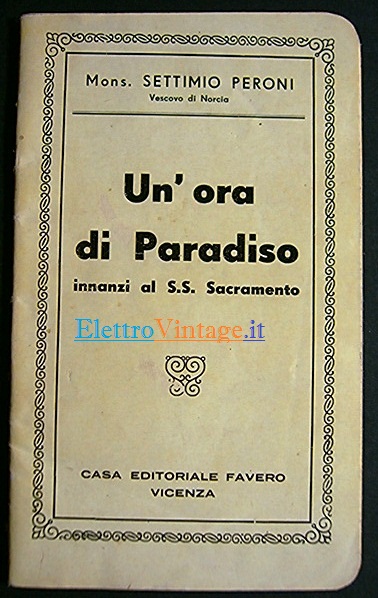 Mons. SETTIMIO PERONI
Vescovo di Norcia
Un' ora
di Paradiso
innanzi al S.S. Sacramento
ElettroVintage.it
CASA EDITORIALE FAVERO
VICENZA